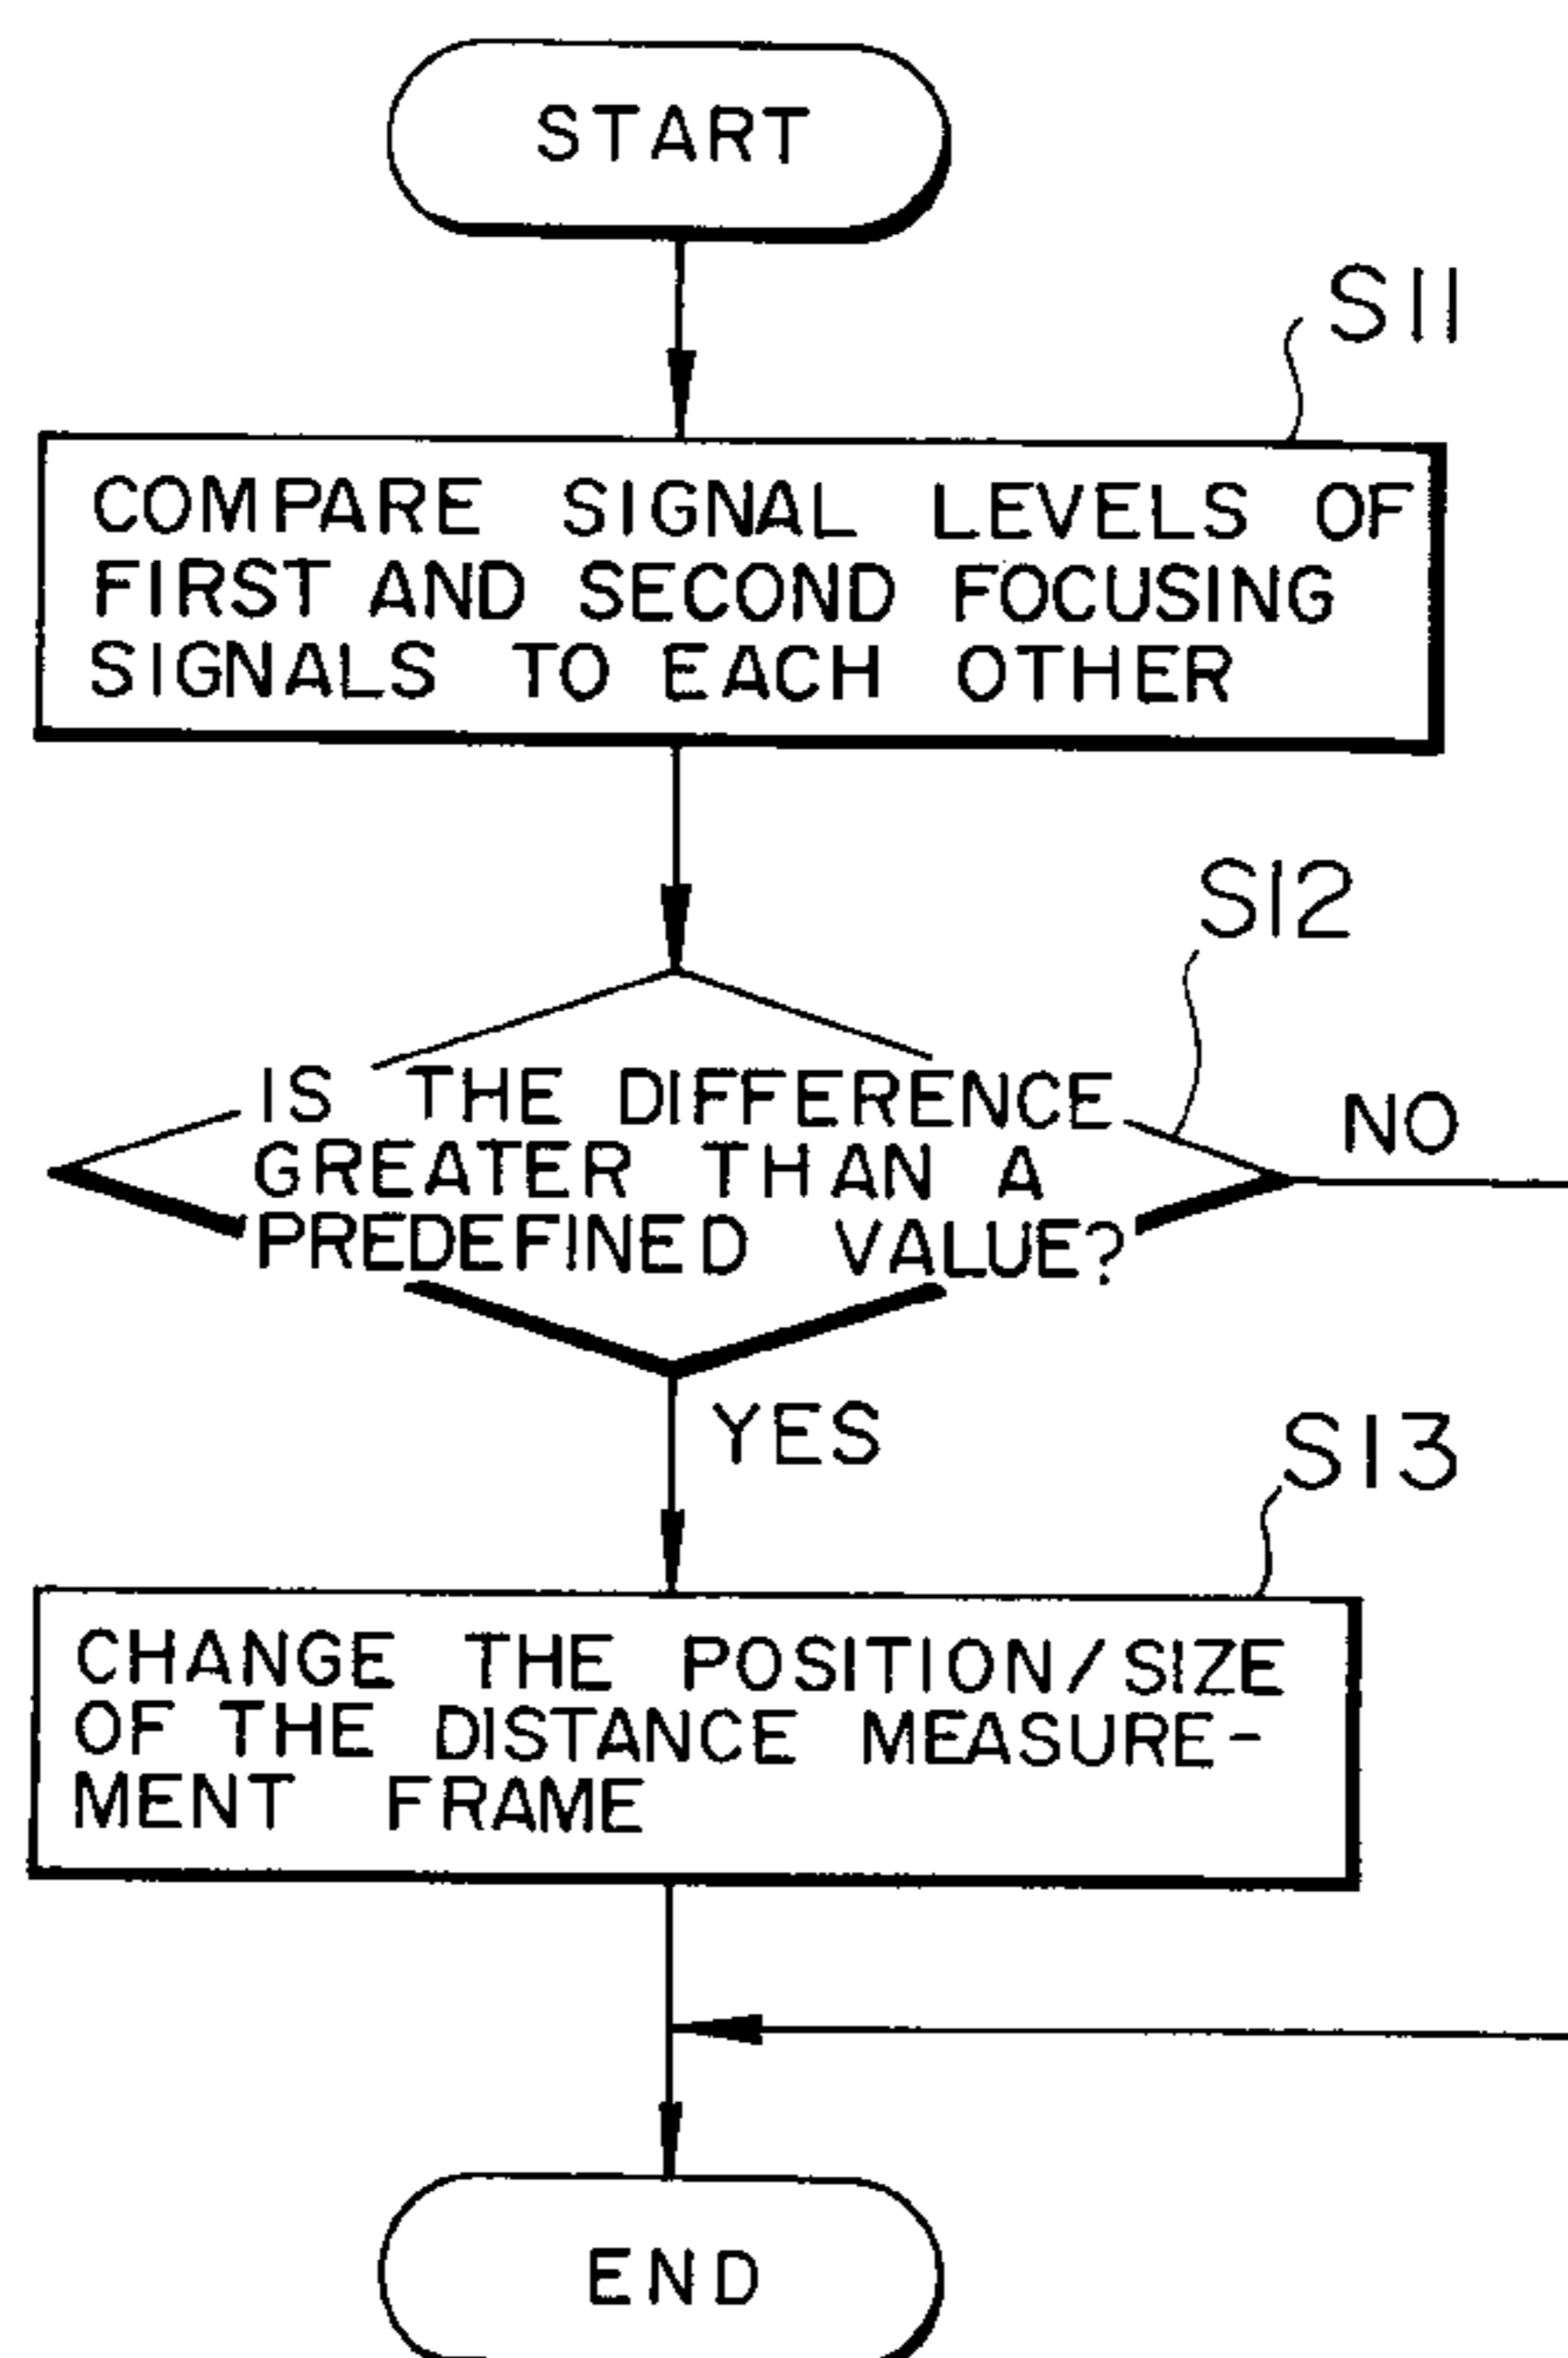 START
S11
COMPARE SIGNAL LEVELS OF
FIRST AND SECOND FOCUSING
SIGNALS TO EACH OTHER
S12
IS THE DIFFERENCE
GREATER THAN A
PREDEFINED VALUE?
NO
YES
S13
CHANGE THE POSITION/SIZE
OF THE DISTANCE MEASURE-
MENT FRAME
END